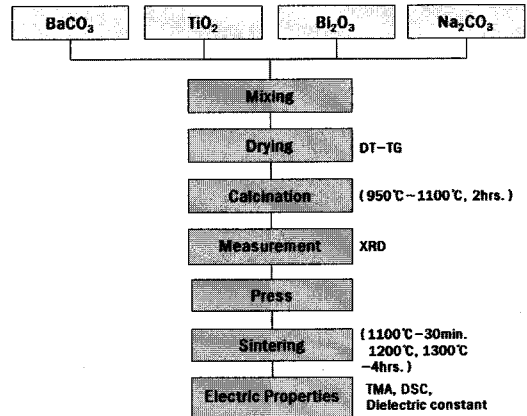 BaCO₃
TiO₂
Bi₂O₃
Na₂CO₃
Mixing
Drying
DT-TG
Calcination
(950℃~1100℃, 2hrs.)
Measurement
XRD
Press
Sintering
(1100℃-30min.
1200℃, 1300℃
-4hrs.)
Electric Properties
TMA, DSC,
Dielectric constant